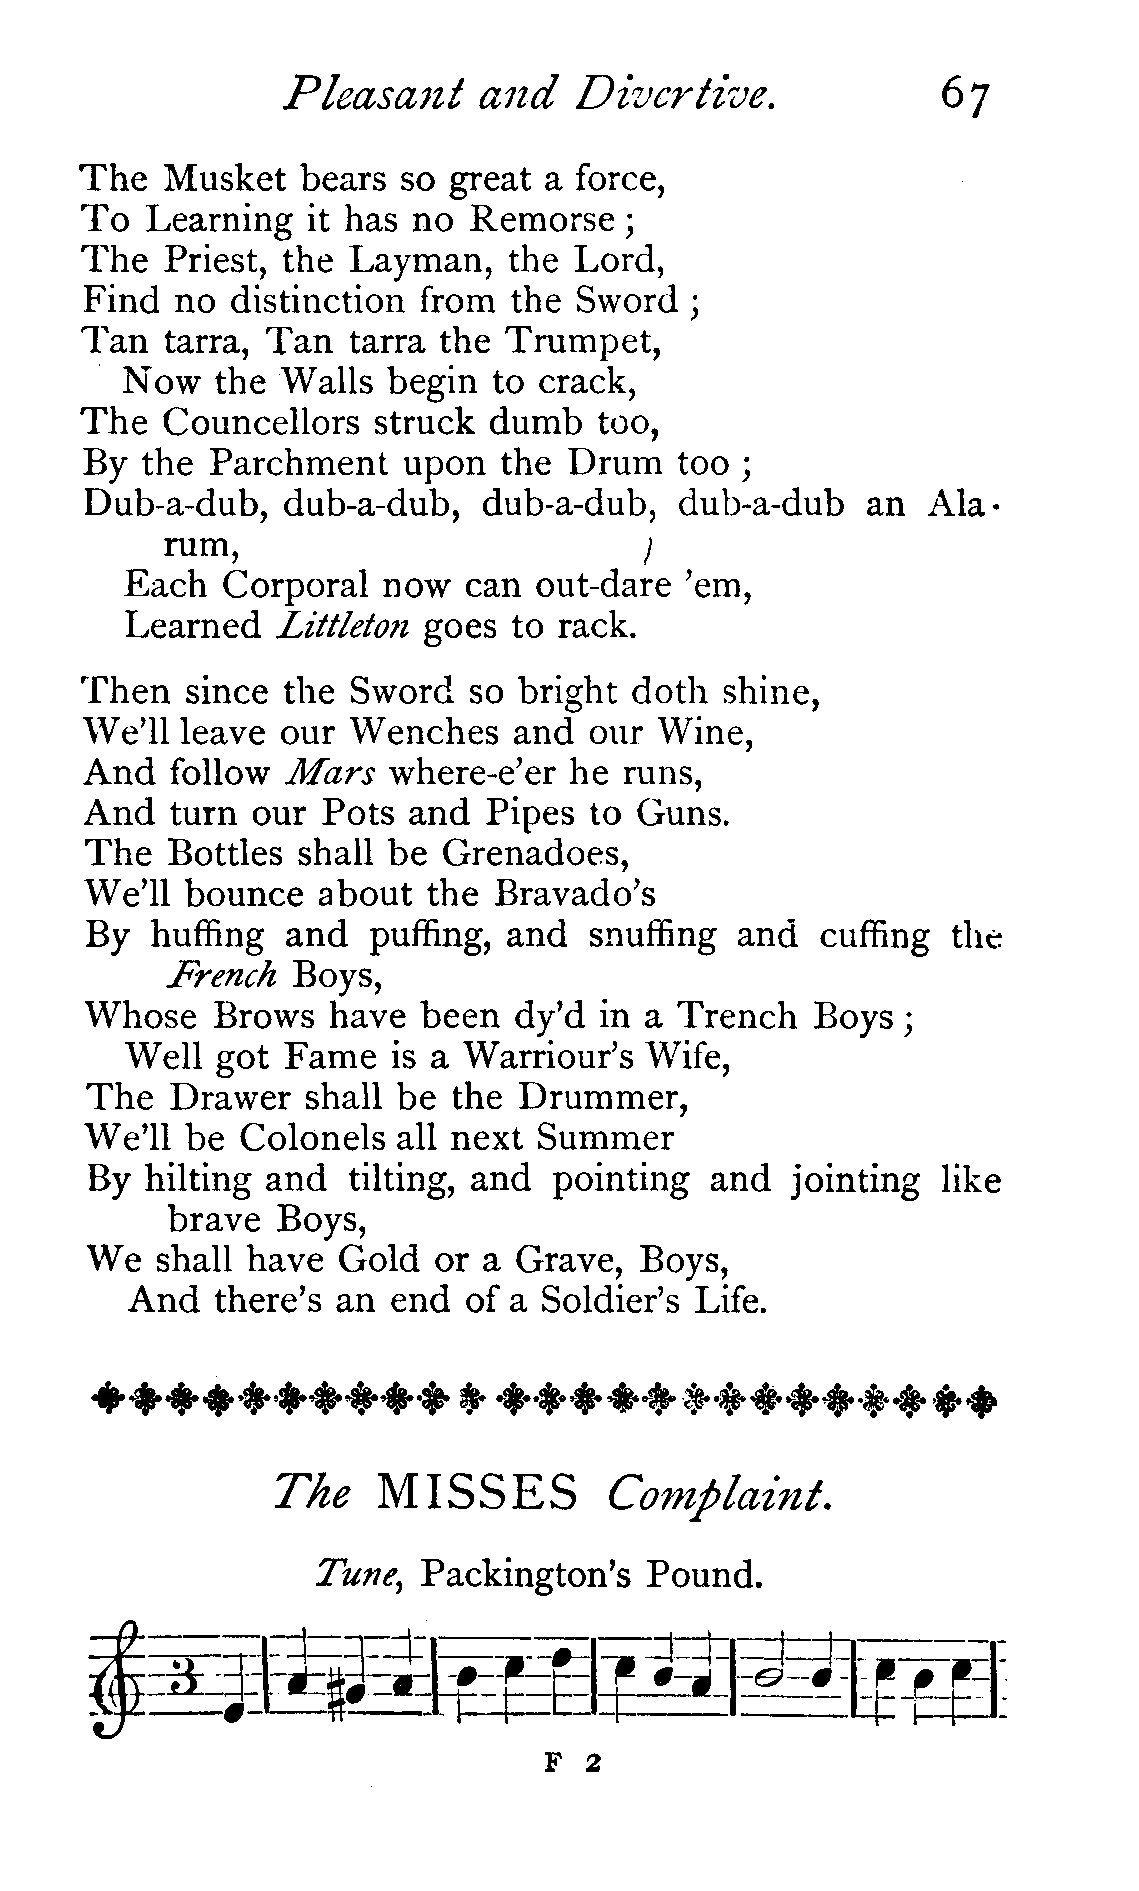 Pleasant and Divertive. 67
The Musket bears so great a force,
To Learning it has no Remorse ;
The Priest, the Layman, the Lord,
Find no distinction from the Sword ;
Tan tarra, Tan tarra the Trumpet,
Now the Walls begin to crack,
The Councellors struck dumb too,
By the Parchment upon the Drum too ;
Dub-a-dub, dub-a-dub, dub-a-dub, dub-a-dub an Ala-
rum,
Each Corporal now can out-dare 'em,
Learned Littleton goes to rack.
Then since the Sword so bright doth shine,
We'll leave our Wenches and our Wine,
And follow Mars where-e'er he runs,
And turn our Pots and Pipes to Guns.
The Bottles shall be Grenadoes,
We'll bounce about the Bravado's
By huffing and puffing, and snuffing and cuffing the
French Boys,
Whose Brows have been dy'd in a Trench Boys ;
Well got Fame is a Warriour's Wife,
The Drawer shall be the Drummer,
We'll be Colonels all next Summer
By hilting and tilting, and pointing and jointing like
brave Boys,
We shall have Gold or a Grave, Boys,
And there's an end of a Soldier's Life.
The MISSES Complaint.
Tune, Packington's Pound.
3
F 2